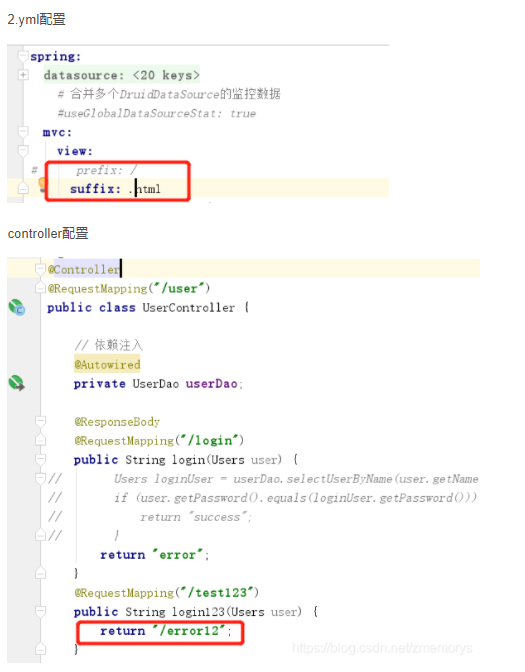 2.yml配置
spring:
datasource: <20 keys>
# 合并多个DruidDataSource的监控数据
#useGlobalDataSourceStat: true
mvc:
view:
# prefix: /
suffix: .html
controller配置
@Controller
@RequestMapping("/user")
public class UserController {
// 依赖注入
@Autowired
private UserDao userDao;
@ResponseBody
@RequestMapping("/login")
public String login(Users user) {
// Users loginUser = userDao.selectUserByName(user.getName
// if (user.getPassword().equals(loginUser.getPassword()))
// return "success";
// }
return "error";
}
@RequestMapping("/test123")
public String login123(Users user) {
return "/error12";
}
https://blog.csdn.net/zmemorys